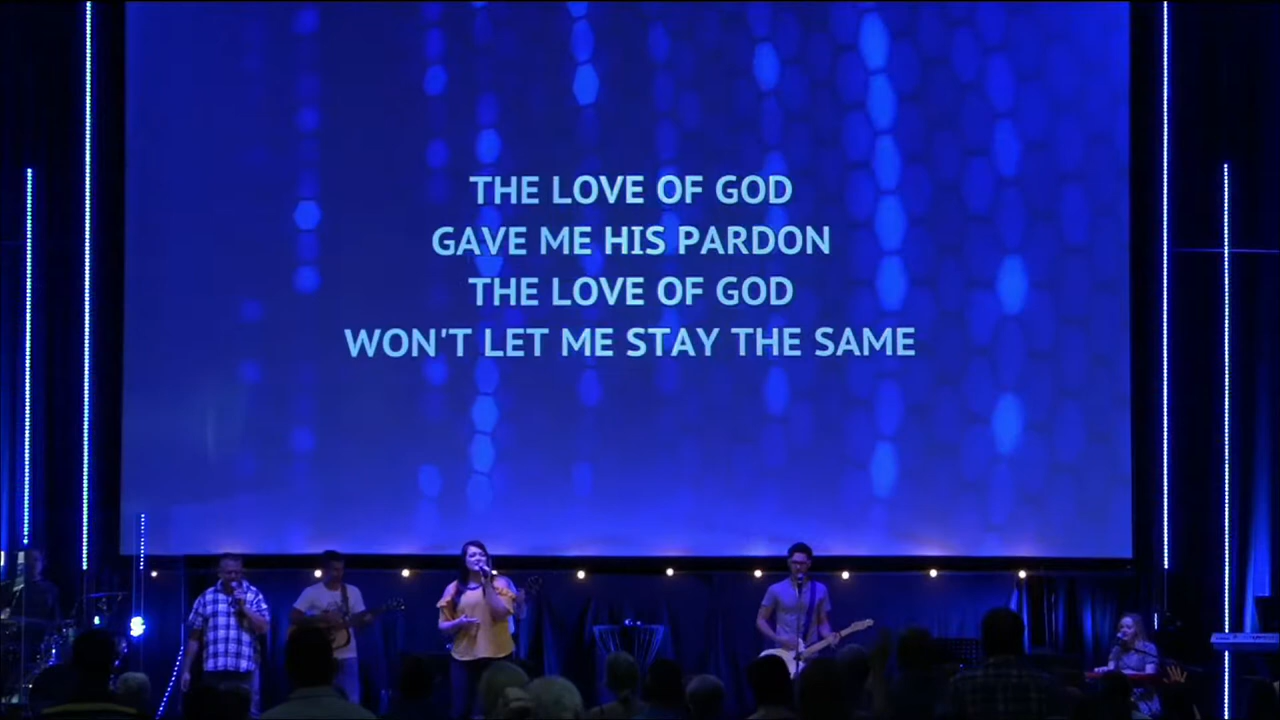 THE LOVE OF GOD
GAVE ME HIS PARDON
THE LOVE OF GOD
WON'T LET ME STAY THE SAME